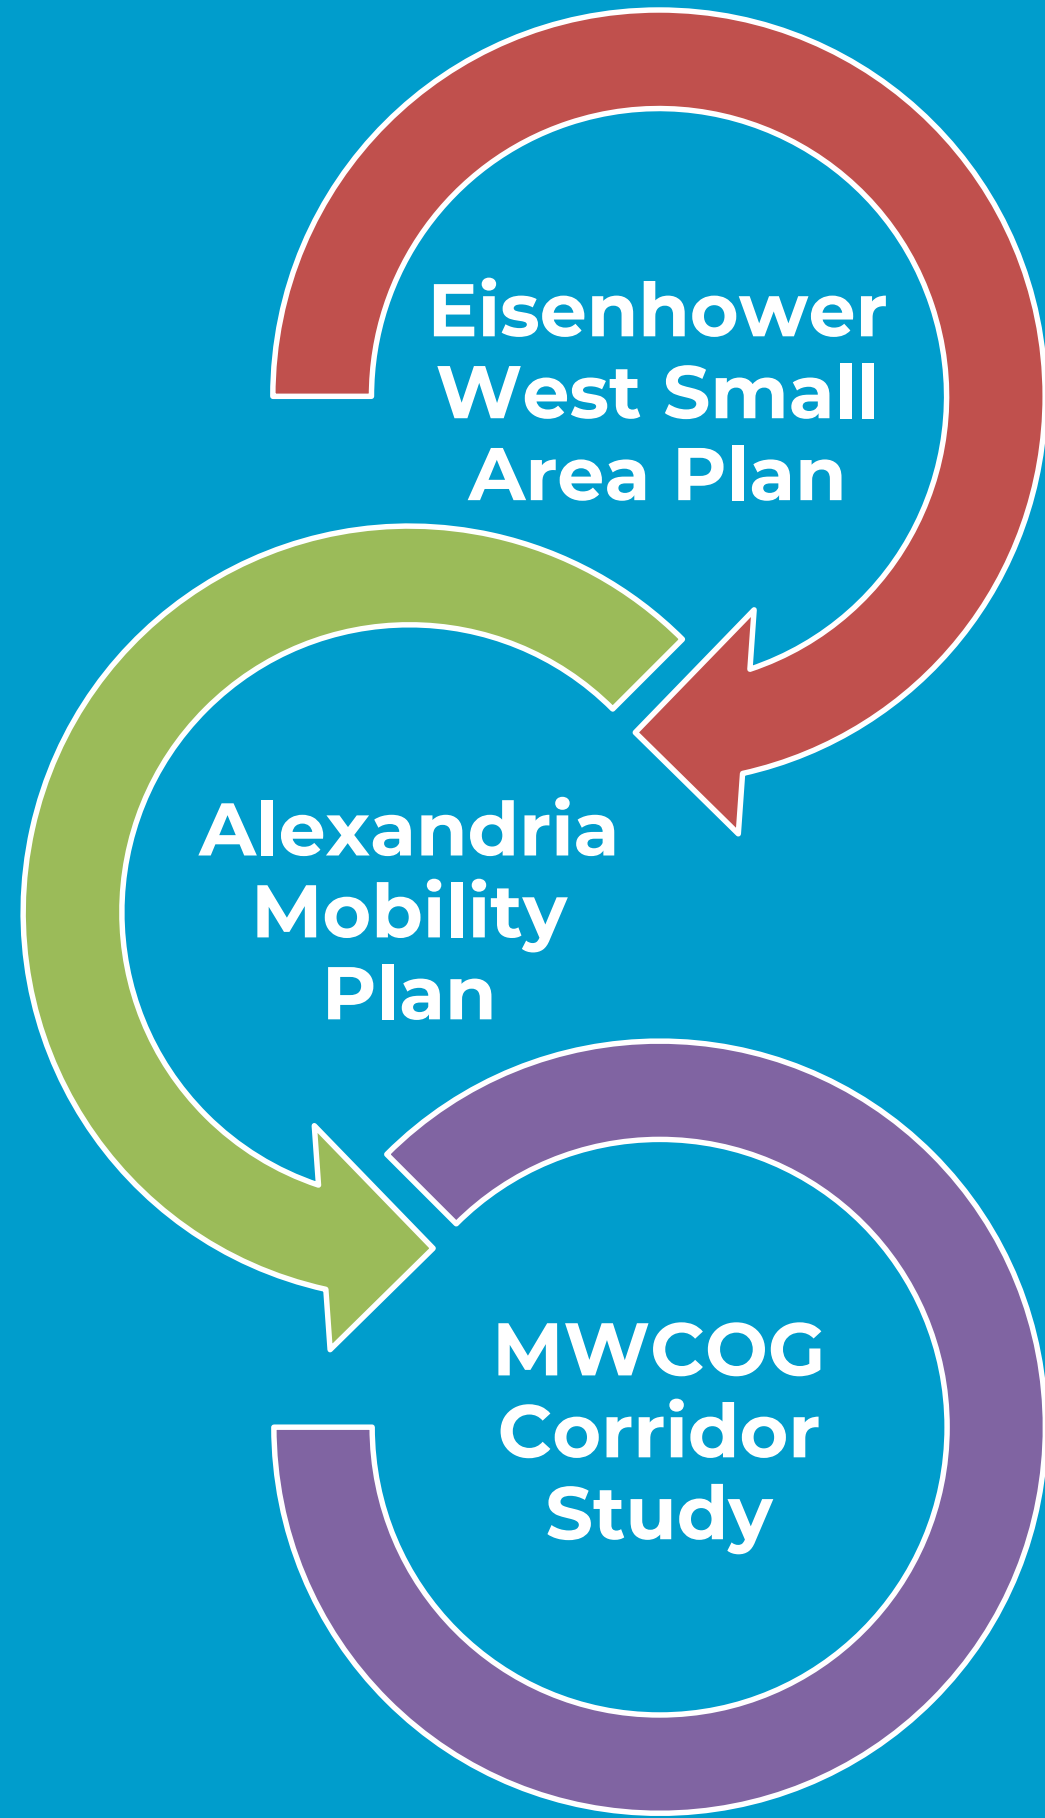 Eisenhower
West Small
Area Plan
Alexandria
Mobility
Plan
MWCOG
Corridor
Study